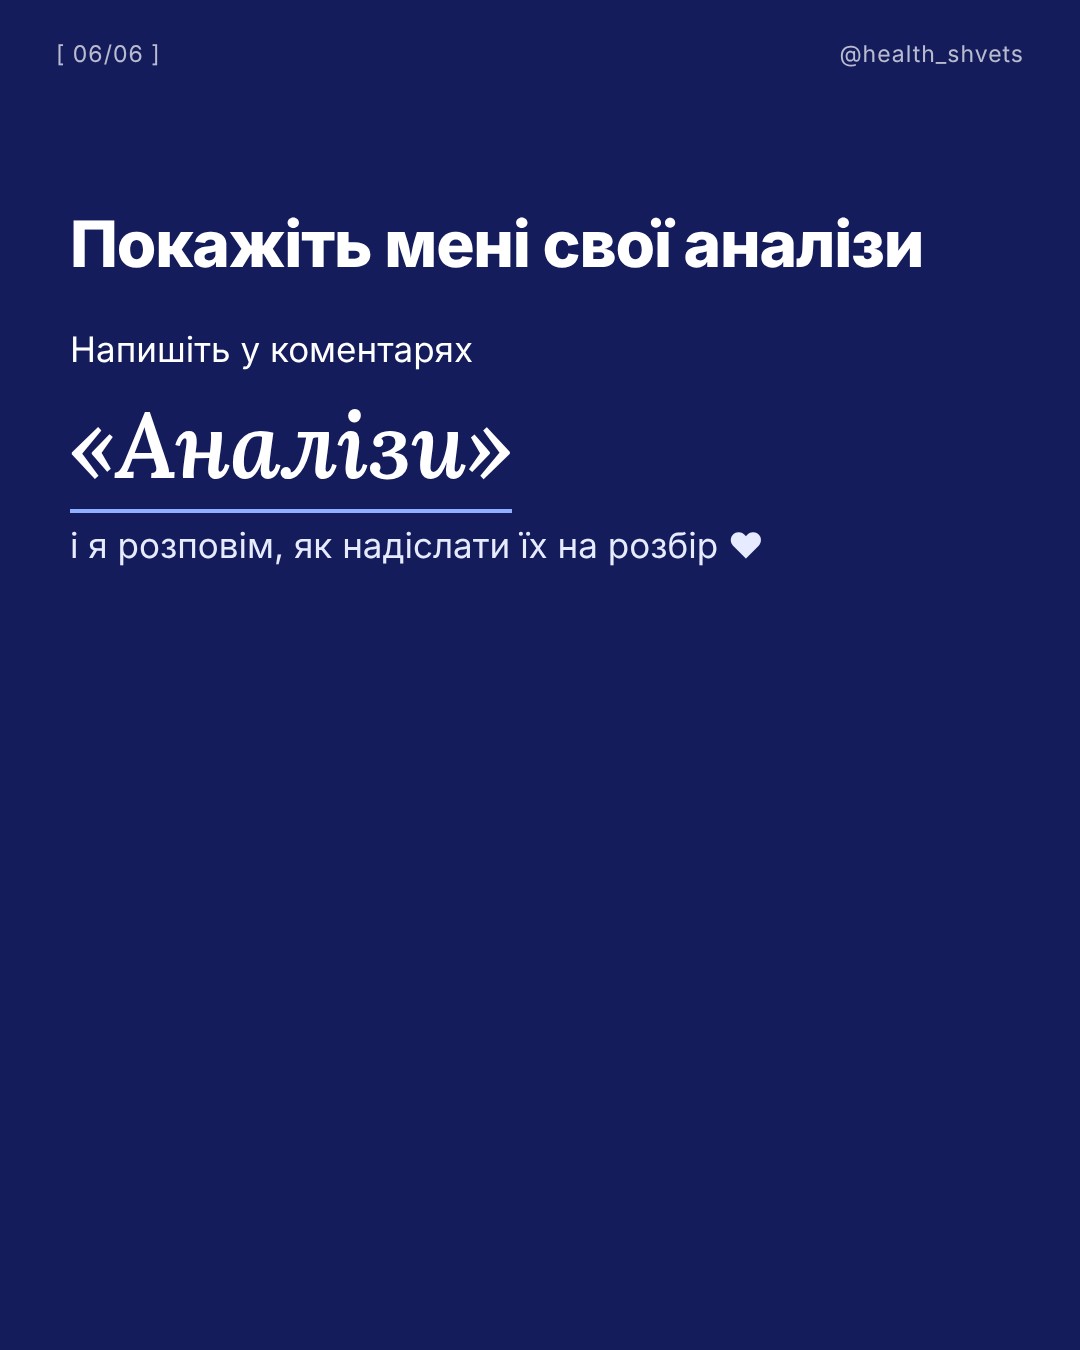 [ 06/06 ]
@health_shvets
Покажіть мені свої аналізи
Напишіть у коментарях
«Аналізи»
і я розповім, як надіслати їх на розбір ♥